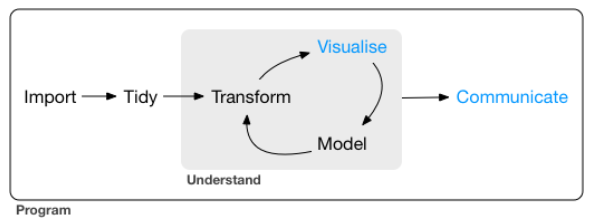 Visualise
Import
Tidy
Transform
Communicate
Model
Understand
Program